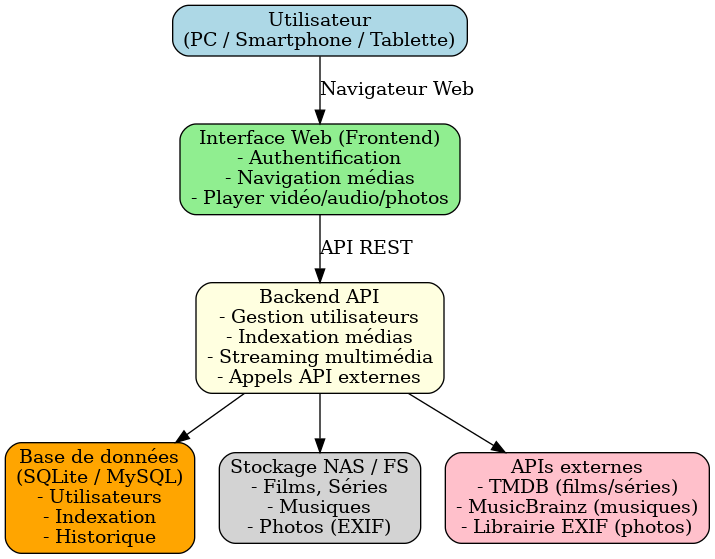 Utilisateur
(PC / Smartphone / Tablette)
Navigateur Web
Interface Web (Frontend)
- Authentification
- Navigation médias
- Player vidéo/audio/photos
API REST
Backend API
- Gestion utilisateurs
- Indexation médias
- Streaming multimédia
- Appels API externes
Base de données
(SQLite / MySQL)
- Utilisateurs
- Indexation
- Historique
Stockage NAS / FS
- Films, Séries
- Musiques
- Photos (EXIF)
APIs externes
- TMDB (films/séries)
- MusicBrainz (musiques)
- Librairie EXIF (photos)